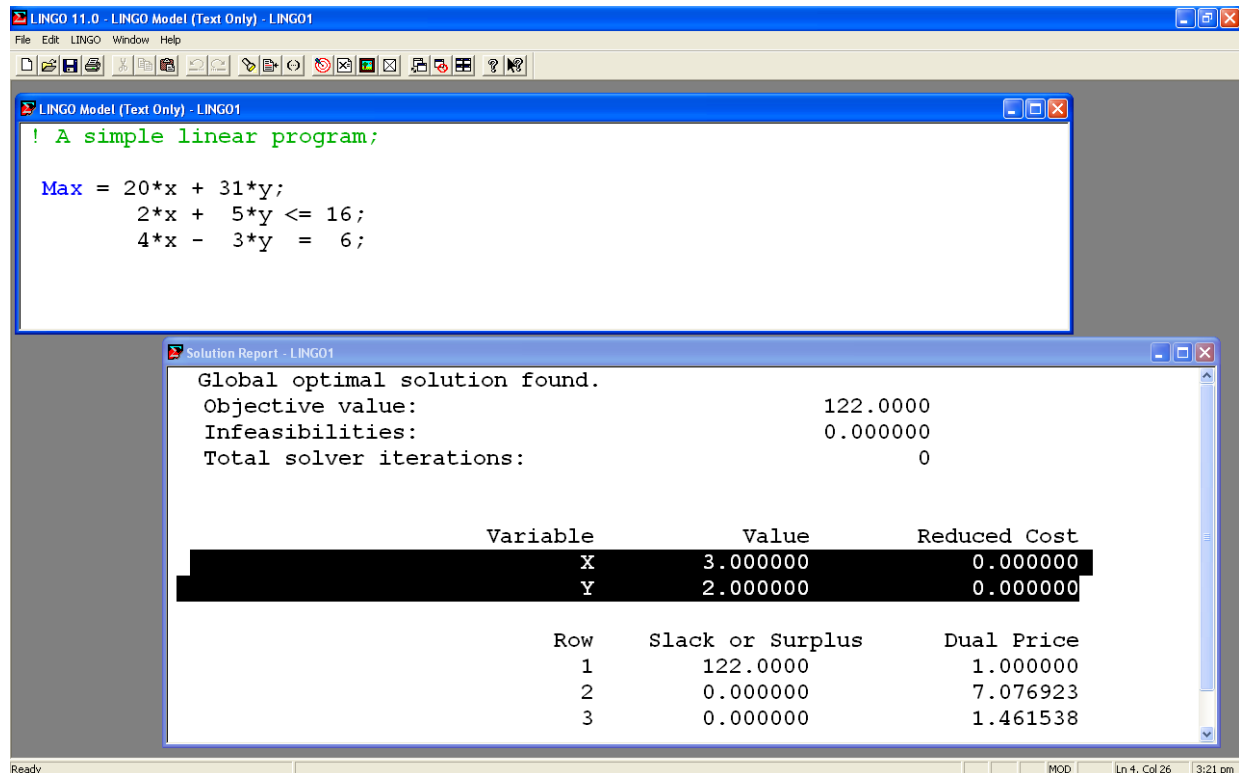 LINGO 11.0 - LINGO Model (Text Only) - LINGO1
File Edit LINGO Window Help
LINGO Model (Text Only) - LINGO1
! A simple linear program;
Max = 20*x + 31*y;
2*x + 5*y <= 16;
4*x - 3*y = 6;
Solution Report - LINGO1
Global optimal solution found.
Objective value: 122.0000
Infeasibilities: 0.000000
Total solver iterations: 0
Variable Value Reduced Cost
X 3.000000 0.000000
Y 2.000000 0.000000
Row Slack or Surplus Dual Price
1 122.0000 1.000000
2 0.000000 7.076923
3 0.000000 1.461538
Ready MOD Ln 4, Col 26 3:21 pm